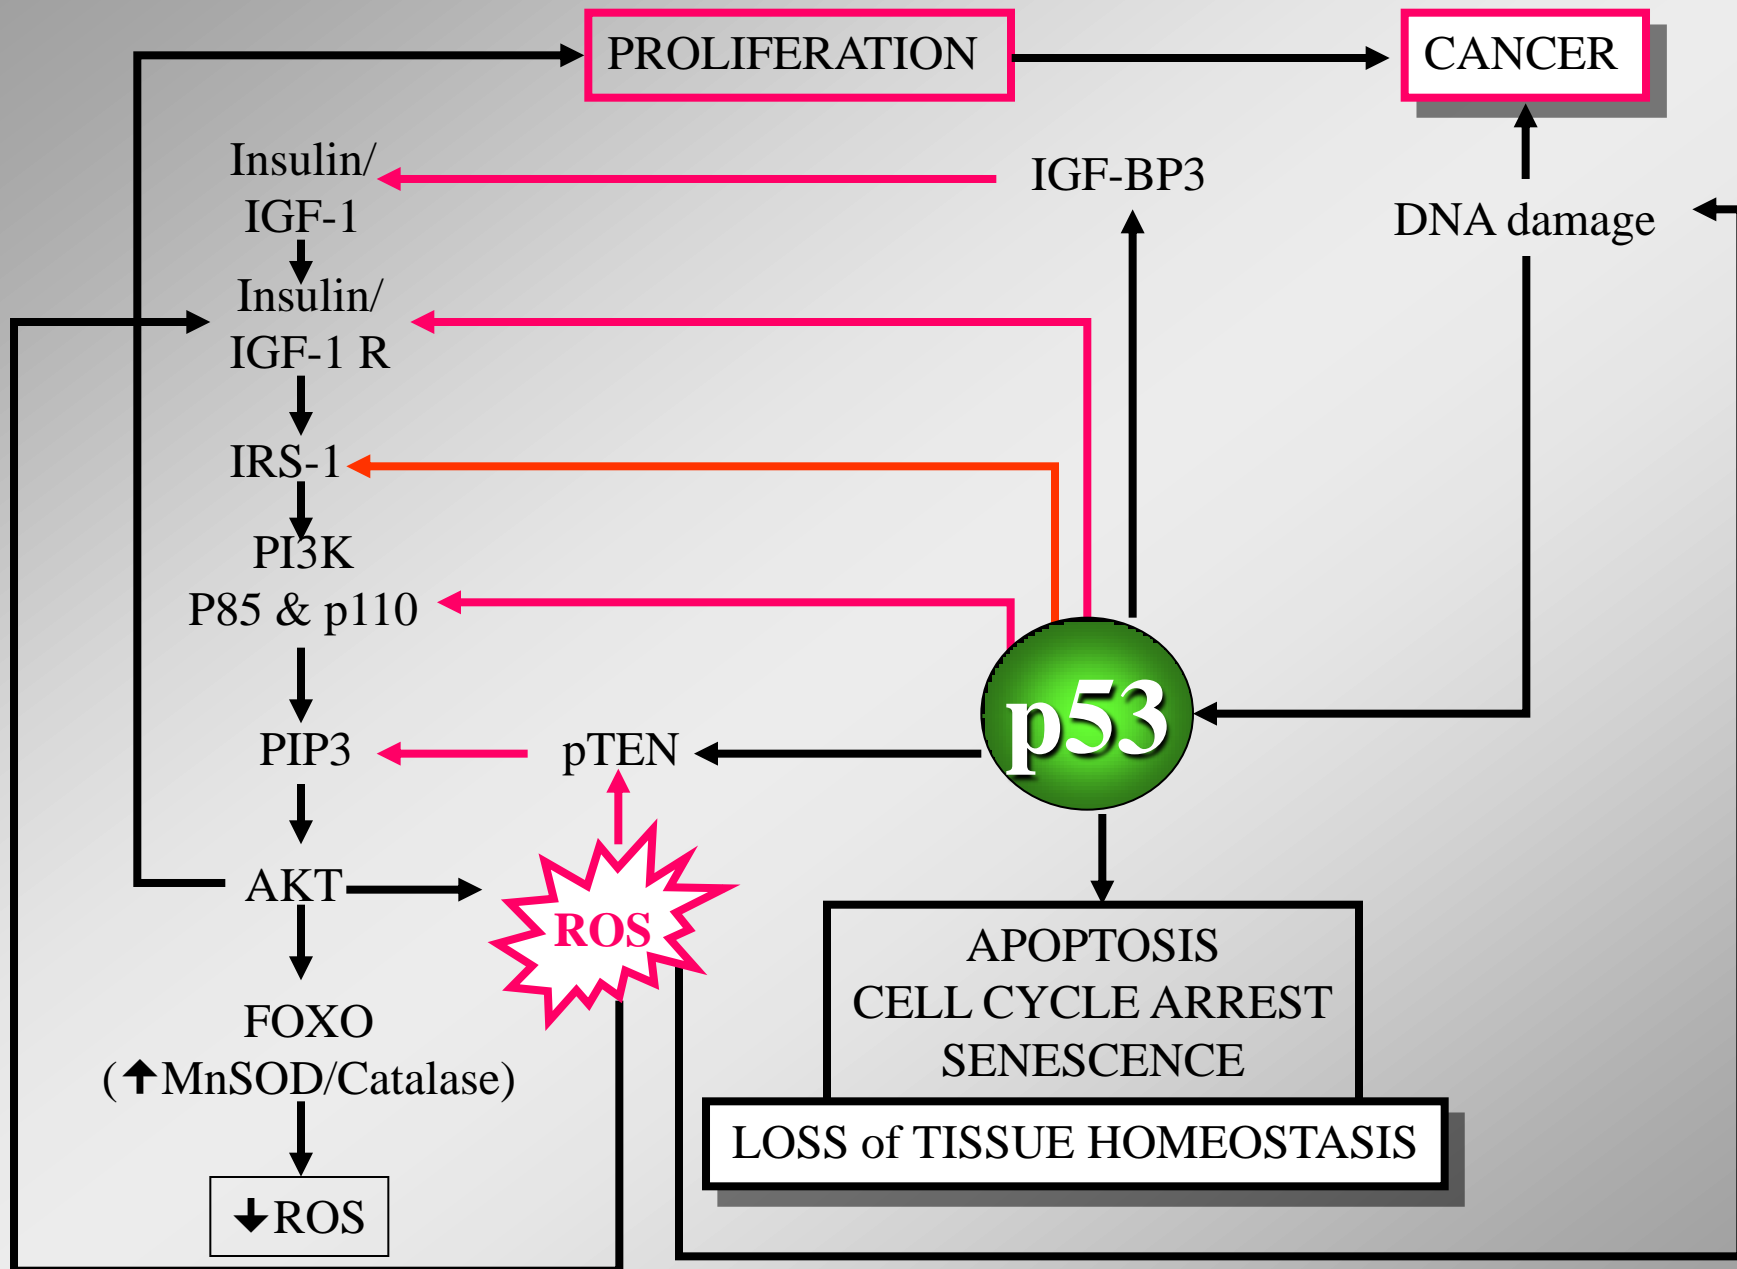 PROLIFERATION
CANCER
Insulin/
IGF-1
IGF-BP3
DNA damage
Insulin/
IGF-1 R
IRS-1
PI3K
P85 & p110
p53
PIP3
pTEN
AKT
ROS
APOPTOSIS
CELL CYCLE ARREST
SENESCENCE
FOXO
(↑MnSOD/Catalase)
LOSS of TISSUE HOMEOSTASIS
↓ROS